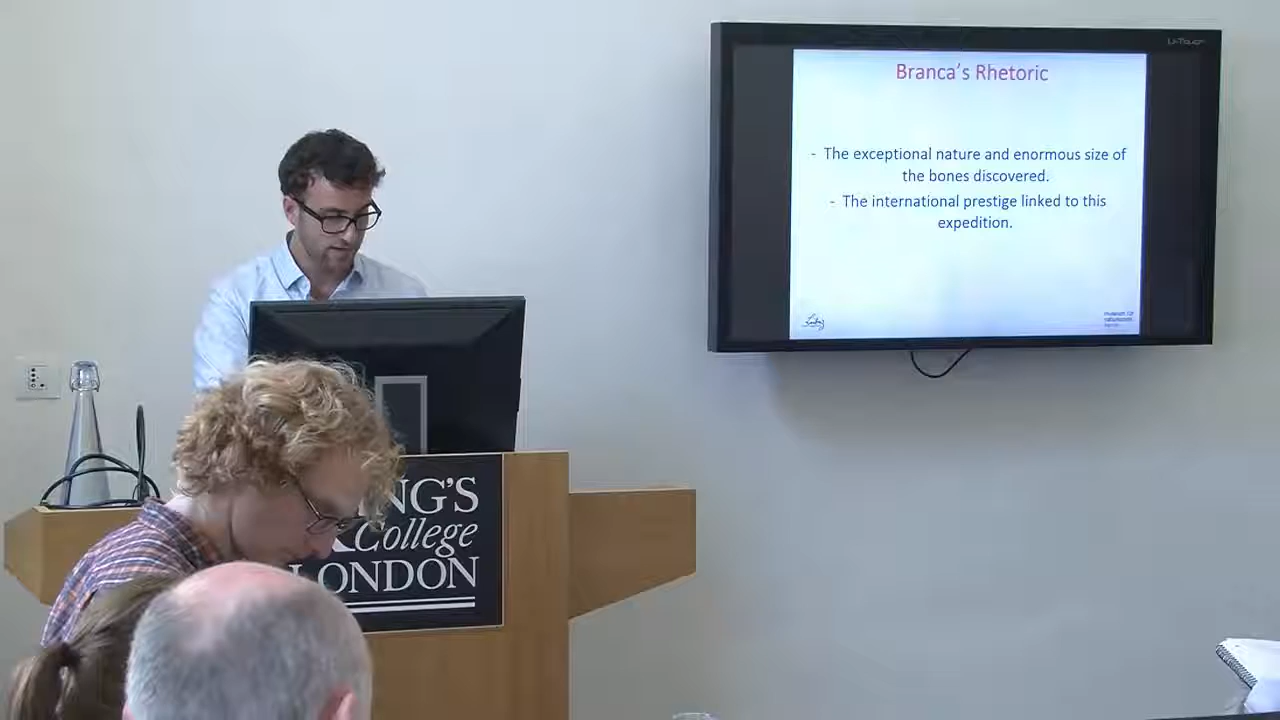 Branca's Rhetoric
- The exceptional nature and enormous size of
the bones discovered.
- The international prestige linked to this
expedition.
NG'S
College
LONDON